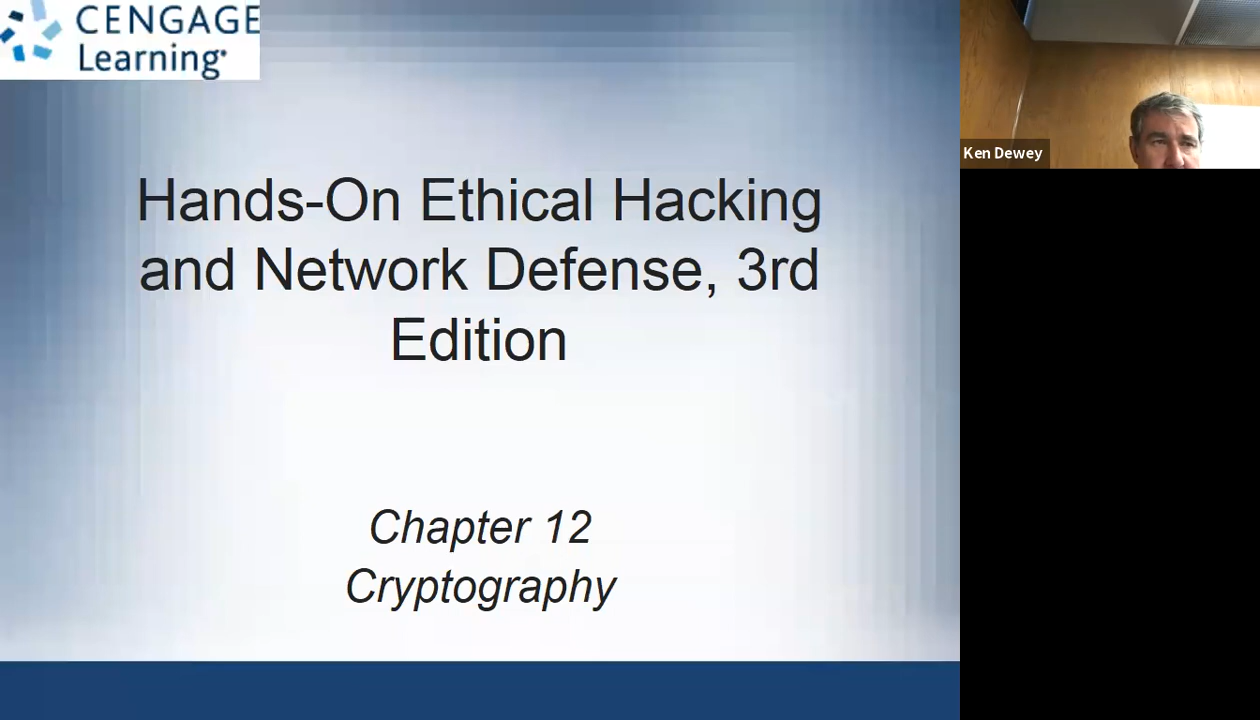 CENGAGE
Learning
Hands-On Ethical Hacking
and Network Defense, 3rd
Edition
Chapter 12
Cryptography
Ken Dewey